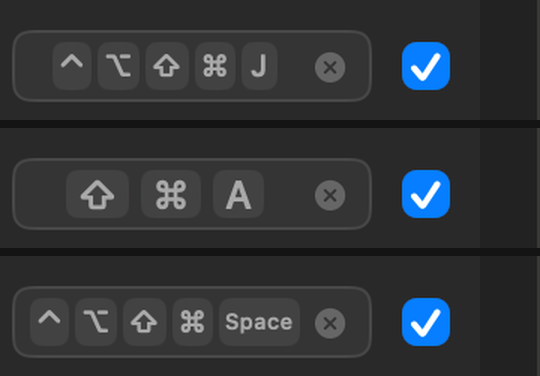 ⌃ ⌥ ⇧ ⌘ J
⇧ ⌘ A
⌃ ⌥ ⇧ ⌘ Space